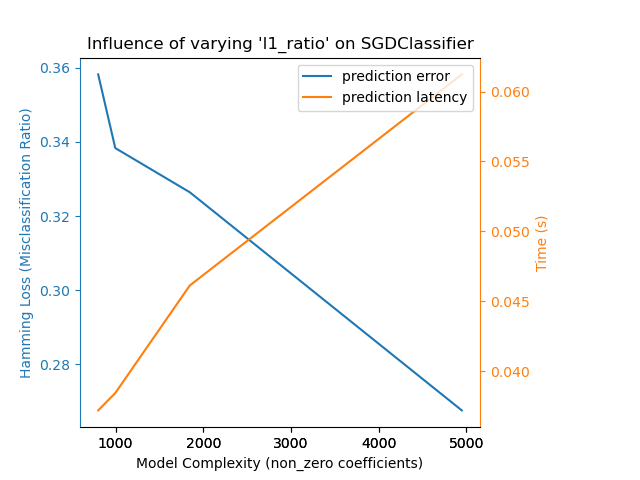 Influence of varying 'l1_ratio' on SGDClassifier
prediction error
prediction latency
Hamming Loss (Misclassification Ratio)
0.36
0.34
0.32
0.30
0.28
0.060
0.055
0.050
0.045
0.040
Time (s)
1000 2000 3000 4000 5000
Model Complexity (non_zero coefficients)